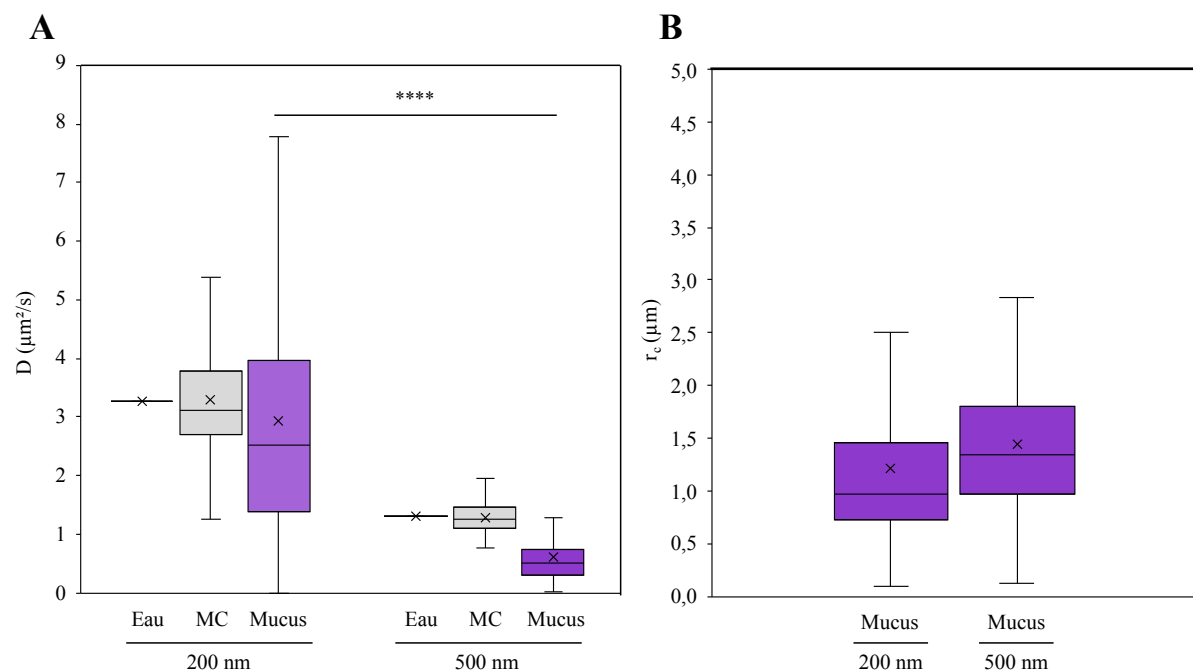 A
9
8
7
6
5
4
3
2
1
0
D (µm²/s)
****
Eau MC Mucus Eau MC Mucus
200 nm 500 nm
B
5,0
4,5
4,0
3,5
3,0
2,5
2,0
1,5
1,0
0,5
0,0
r_c (µm)
Mucus Mucus
200 nm 500 nm